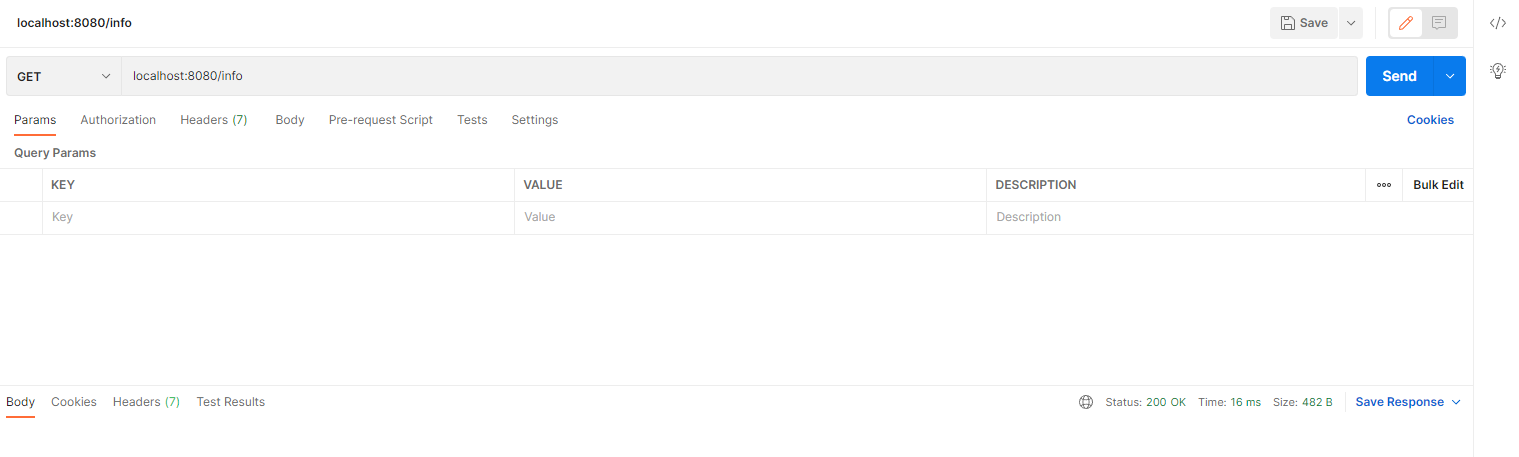 localhost:8080/info
Save
GET localhost:8080/info Send
Params Authorization Headers (7) Body Pre-request Script Tests Settings Cookies
Query Params
KEY VALUE DESCRIPTION Bulk Edit
Key Value Description
Body Cookies Headers (7) Test Results Status: 200 OK Time: 16 ms Size: 482 B Save Response